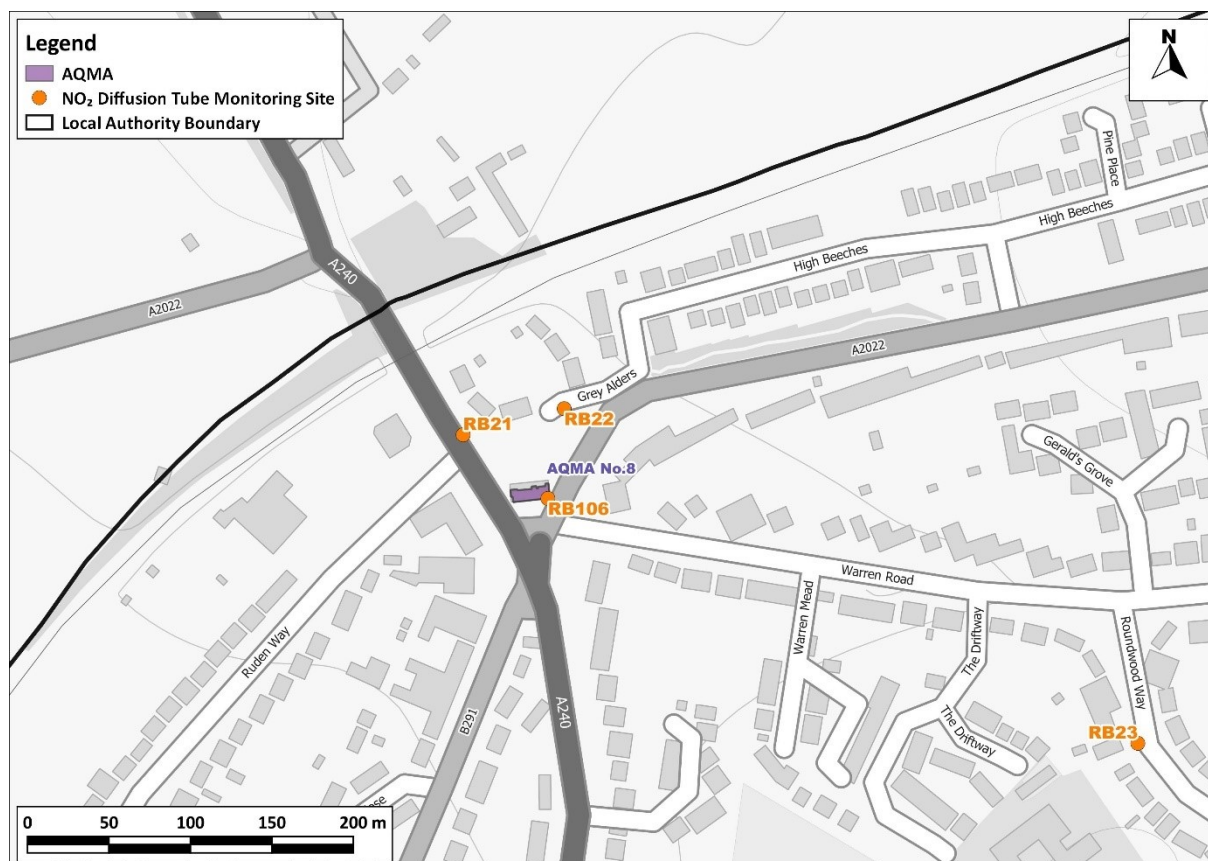 Legend
AQMA
NO₂ Diffusion Tube Monitoring Site
Local Authority Boundary
N
Pine Place
High Beeches
High Beeches
A240
A2022
A2022
Grey Alders
RB21
RB22
AQMA No.8
RB106
Gerald's Grove
Warren Road
Warren Mead
The Driftway
Roundwood Way
Ruden Way
A240
B291
The Driftway
RB23
0 50 100 150 200 m